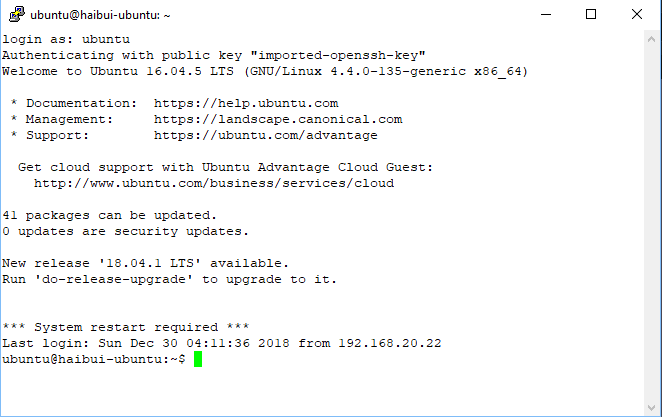 ubuntu@haibui-ubuntu: ~
login as: ubuntu
Authenticating with public key "imported-openssh-key"
Welcome to Ubuntu 16.04.5 LTS (GNU/Linux 4.4.0-135-generic x86_64)
* Documentation:  https://help.ubuntu.com
* Management:     https://landscape.canonical.com
* Support:        https://ubuntu.com/advantage
Get cloud support with Ubuntu Advantage Cloud Guest:
http://www.ubuntu.com/business/services/cloud
41 packages can be updated.
0 updates are security updates.
New release '18.04.1 LTS' available.
Run 'do-release-upgrade' to upgrade to it.
*** System restart required ***
Last login: Sun Dec 30 04:11:36 2018 from 192.168.20.22
ubuntu@haibui-ubuntu:~$